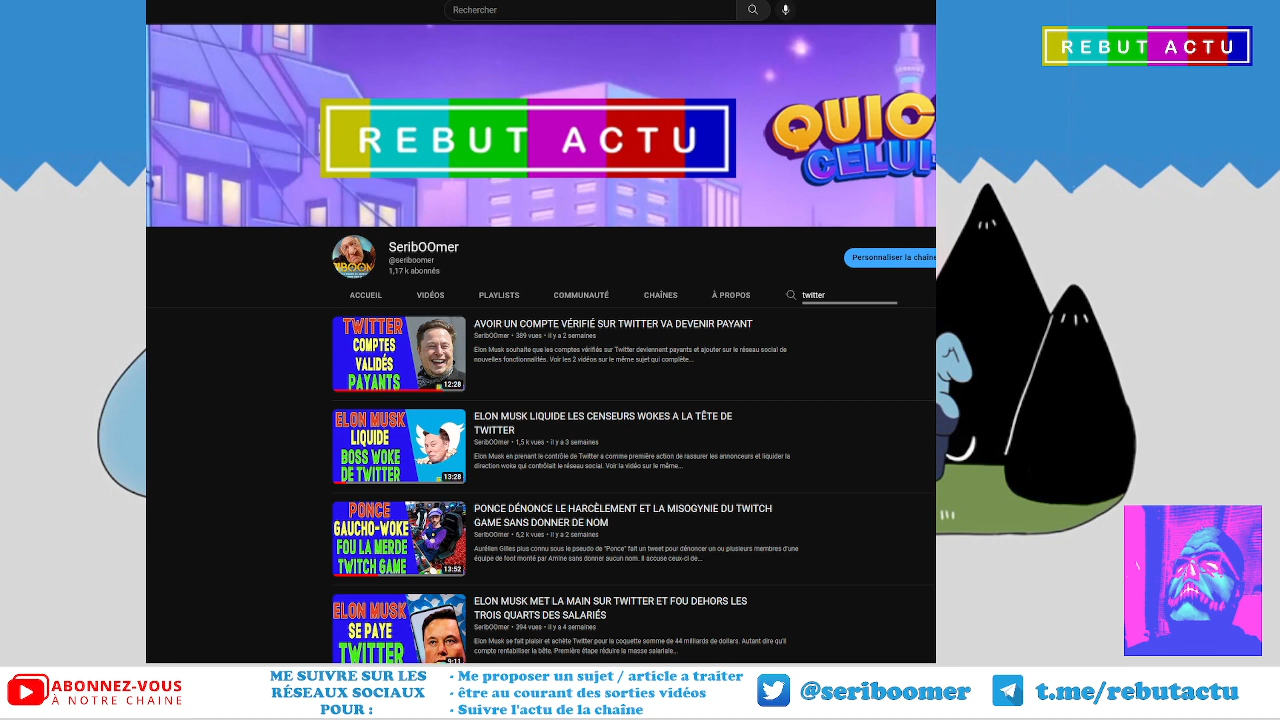 Rechercher
REBUT ACTU
REBUT ACTU
QUIC
CELUI-
SeribOOmer
@seriboomer
1,17 k abonnés
Personnaliser la chaîne
ACCUEIL VIDÉOS PLAYLISTS COMMUNAUTÉ CHAÎNES À PROPOS twitter
TWITTER
COMPTES
VALIDÉS
PAYANTS
12:28
AVOIR UN COMPTE VÉRIFIÉ SUR TWITTER VA DEVENIR PAYANT
SeribOOmer • 389 vues • il y a 2 semaines
Elon Musk souhaite que les comptes vérifiés sur Twitter deviennent payants et ajouter sur le réseau social de
nouvelles fonctionnalités. Voir les 2 vidéos sur le même sujet qui complète...
ELON MUSK
LIQUIDE
BOSS WOKE
DE TWITTER
13:28
ELON MUSK LIQUIDE LES CENSEURS WOKES A LA TÊTE DE
TWITTER
SeribOOmer • 1,5 k vues • il y a 3 semaines
Elon Musk en prenant le contrôle de Twitter a comme première action de rassurer les annonceurs et liquider la
direction woke qui contrôlait le réseau social. Voir la vidéo sur le même...
PONCE
GAUCHO-WOKE
FOU LA MERDE
TWITCH GAME
13:52
PONCE DÉNONCE LE HARCÈLEMENT ET LA MISOGYNIE DU TWITCH
GAME SANS DONNER DE NOM
SeribOOmer • 6,2 k vues • il y a 2 semaines
Aurélien Gilles plus connu sous le pseudo de "Ponce" fait un tweet pour dénoncer un ou plusieurs membres d'une
équipe de foot monté par Amine sans donner aucun nom. Il accuse ceux-ci de...
ELON MUSK
SE PAYE
TWITTER
9:11
ELON MUSK MET LA MAIN SUR TWITTER ET FOU DEHORS LES
TROIS QUARTS DES SALARIÉS
SeribOOmer • 394 vues • il y a 4 semaines
Elon Musk se fait plaisir et achète Twitter pour la coquette somme de 44 milliards de dollars. Autant dire qu'il
compte rentabiliser la bête. Première étape réduire la masse salariale...
ABONNEZ-VOUS
À NOTRE CHAINE
ME SUIVRE SUR LES
RÉSEAUX SOCIAUX
POUR :
- Me proposer un sujet / article a traiter
- être au courant des sorties vidéos
- Suivre l'actu de la chaîne
@seriboomer
t.me/rebutactu